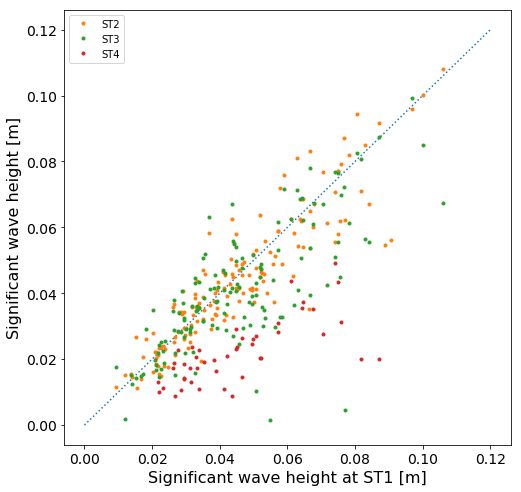 ST2
ST3
ST4
Significant wave height [m]
0.12
0.10
0.08
0.06
0.04
0.02
0.00
0.00 0.02 0.04 0.06 0.08 0.10 0.12
Significant wave height at ST1 [m]